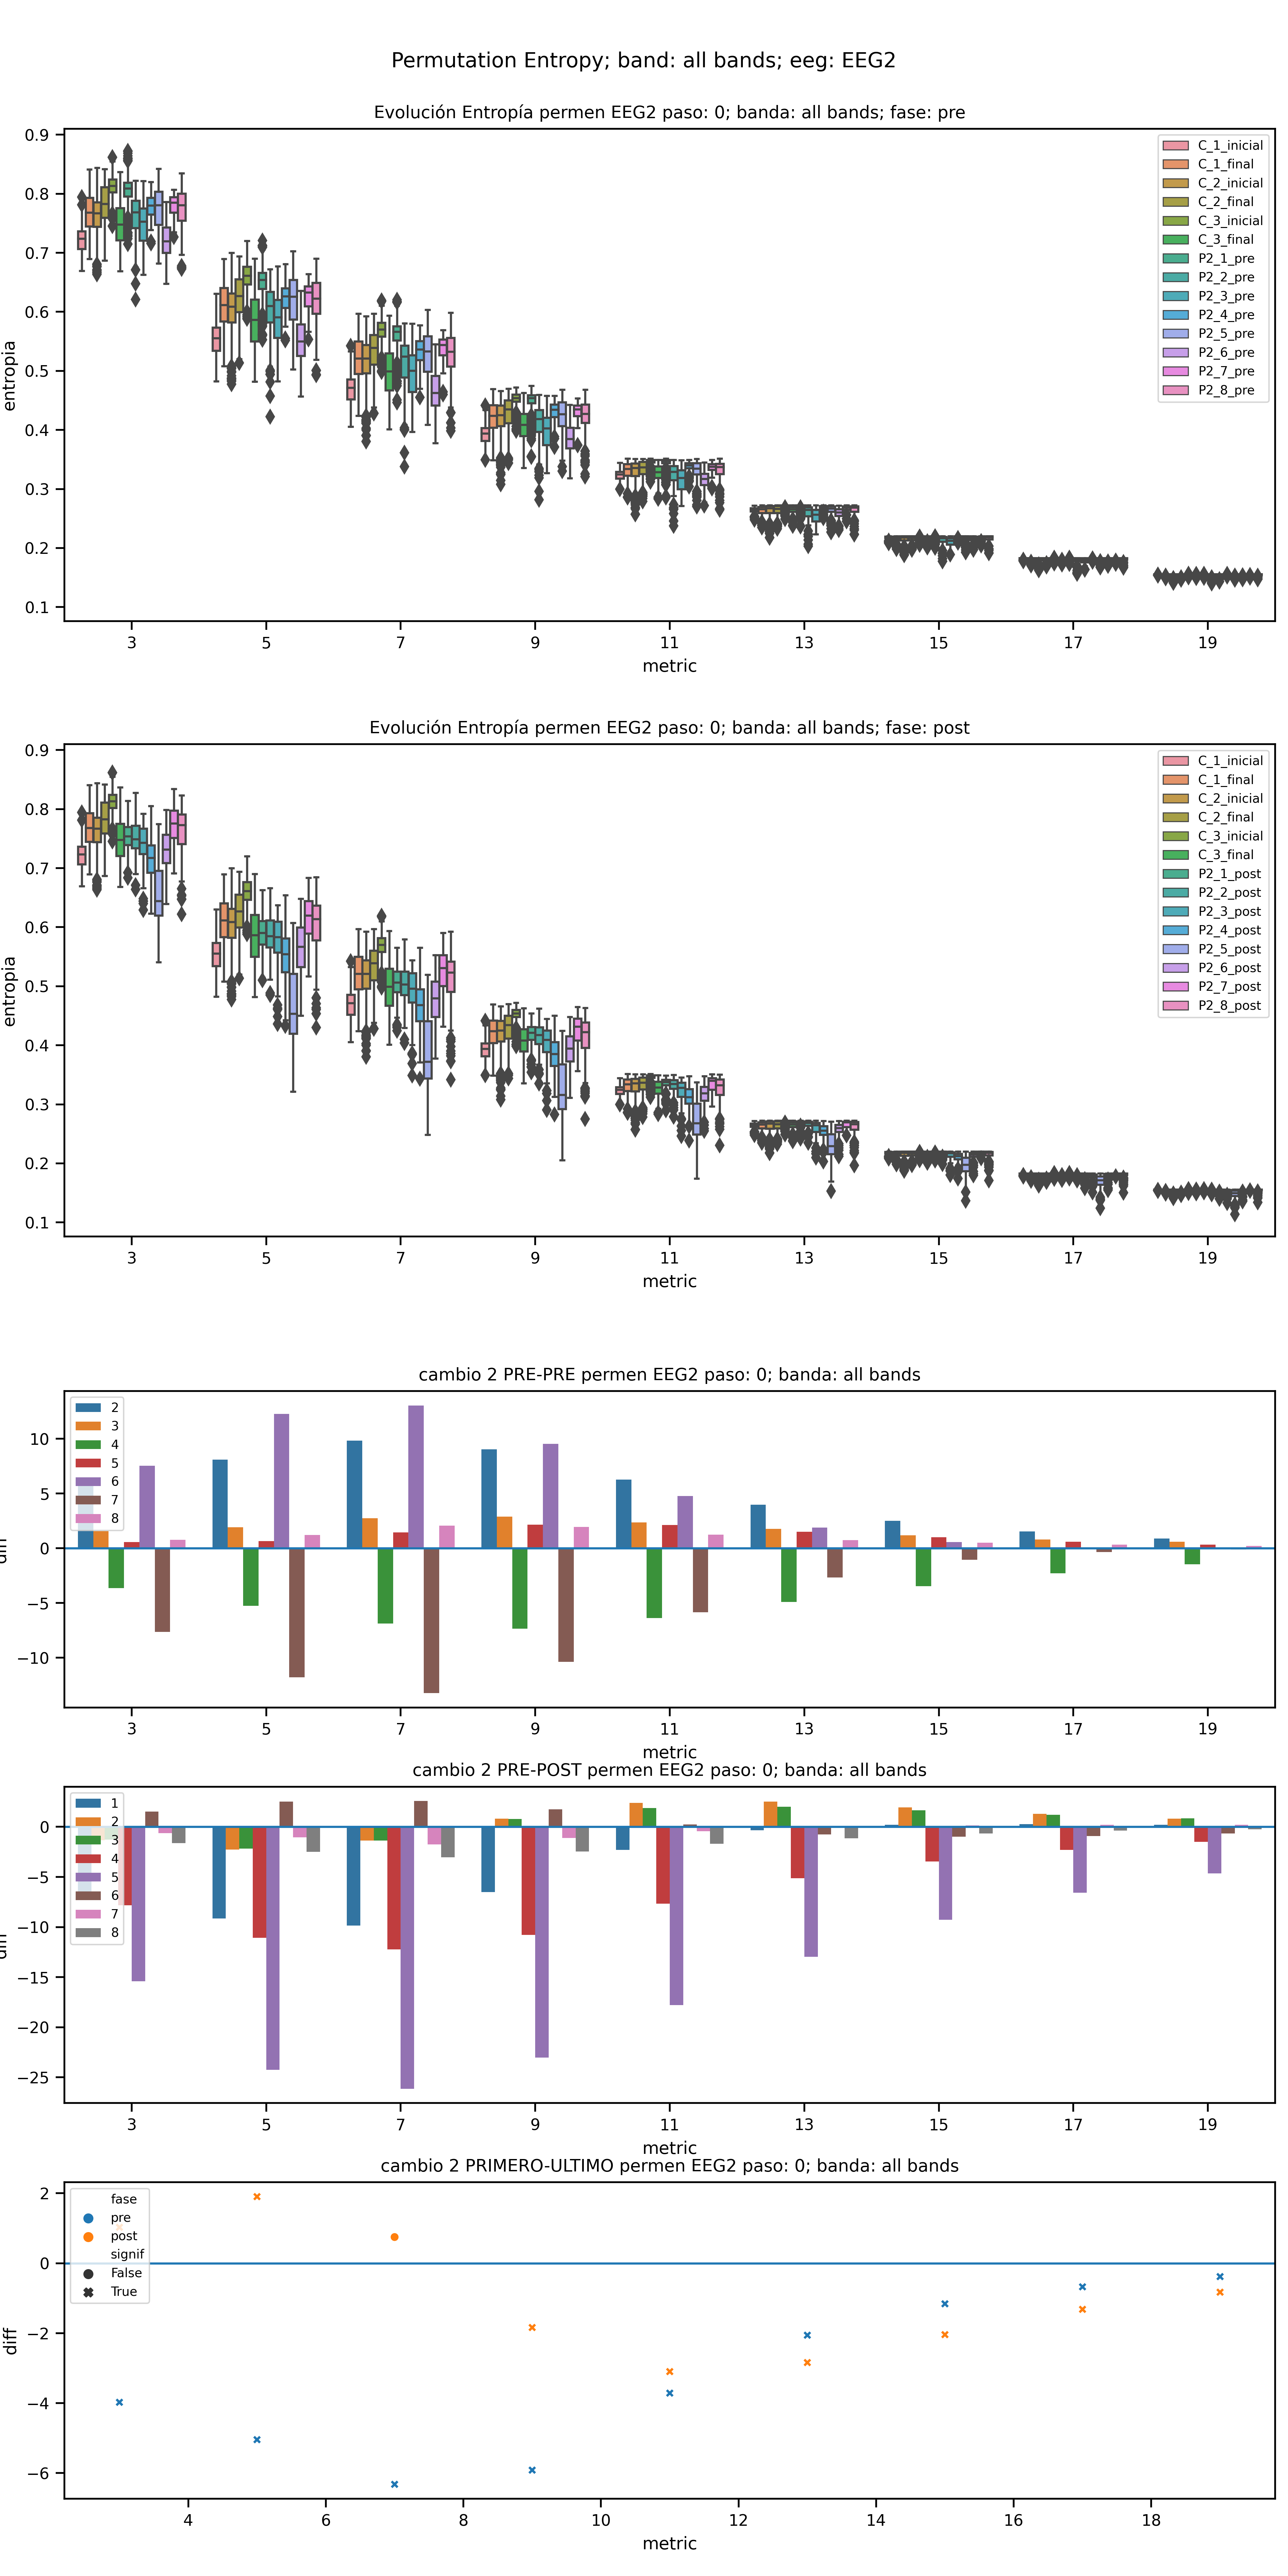 Permutation Entropy; band: all bands; eeg: EEG2
Evolución Entropía permen EEG2 paso: 0; banda: all bands; fase: pre
0.9
0.8
0.7
0.6
0.5
0.4
0.3
0.2
0.1
entropia
C_1_inicial
C_1_final
C_2_inicial
C_2_final
C_3_inicial
C_3_final
P2_1_pre
P2_2_pre
P2_3_pre
P2_4_pre
P2_5_pre
P2_6_pre
P2_7_pre
P2_8_pre
3 5 7 9 11 13 15 17 19
metric
Evolución Entropía permen EEG2 paso: 0; banda: all bands; fase: post
0.9
0.8
0.7
0.6
0.5
0.4
0.3
0.2
0.1
entropia
C_1_inicial
C_1_final
C_2_inicial
C_2_final
C_3_inicial
C_3_final
P2_1_post
P2_2_post
P2_3_post
P2_4_post
P2_5_post
P2_6_post
P2_7_post
P2_8_post
3 5 7 9 11 13 15 17 19
metric
cambio 2 PRE-PRE permen EEG2 paso: 0; banda: all bands
10
5
0
−5
−10
diff
2
3
4
5
6
7
8
3 5 7 9 11 13 15 17 19
metric
cambio 2 PRE-POST permen EEG2 paso: 0; banda: all bands
0
−5
−10
−15
−20
−25
diff
1
2
3
4
5
6
7
8
3 5 7 9 11 13 15 17 19
metric
cambio 2 PRIMERO-ULTIMO permen EEG2 paso: 0; banda: all bands
2
0
−2
−4
−6
diff
fase
pre
post
signif
False
True
4 6 8 10 12 14 16 18
metric